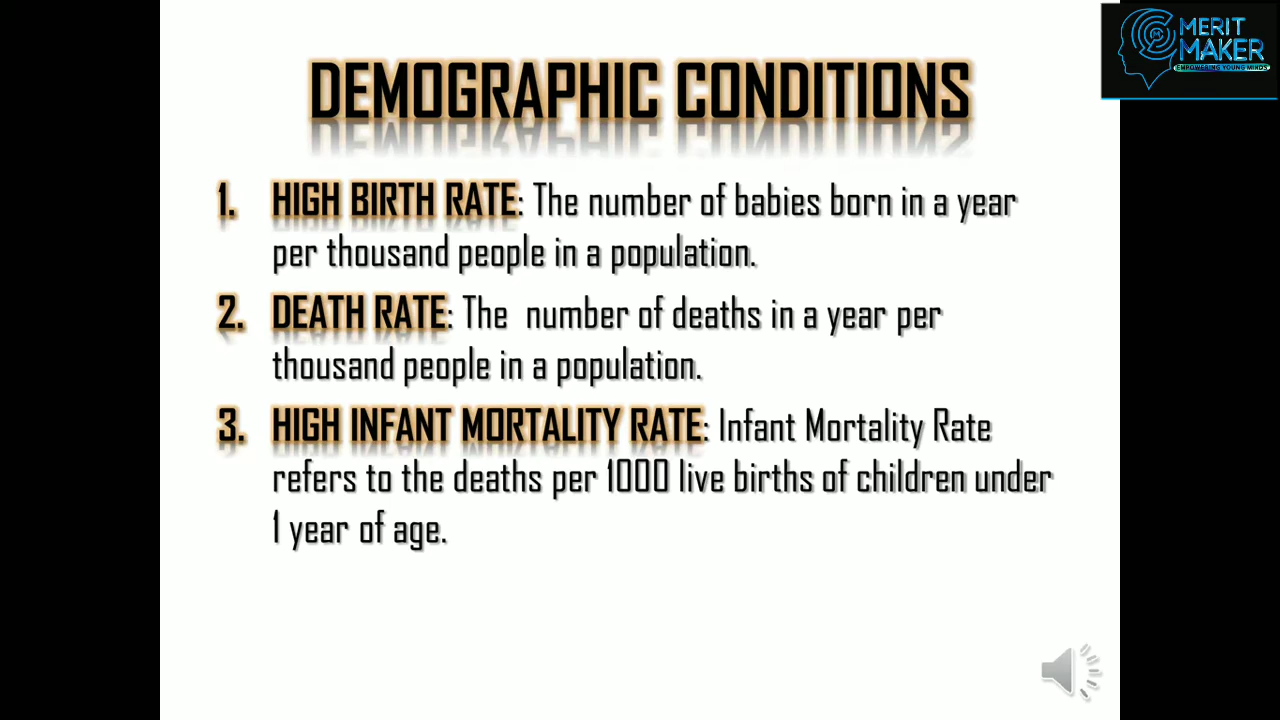 MERIT
MAKER
EMPOWERING YOUNG MINDS
DEMOGRAPHIC CONDITIONS
1. HIGH BIRTH RATE: The number of babies born in a year
per thousand people in a population.
2. DEATH RATE: The number of deaths in a year per
thousand people in a population.
3. HIGH INFANT MORTALITY RATE: Infant Mortality Rate
refers to the deaths per 1000 live births of children under
1 year of age.